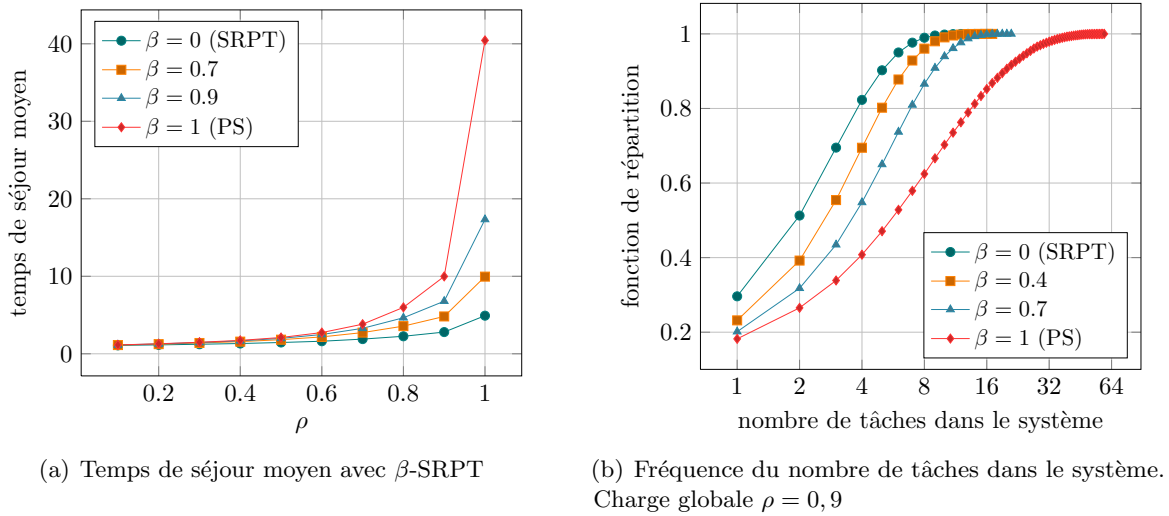 40
30
20
10
0
0.2
0.4
0.6
0.8
1
ρ
temps de séjour moyen
β = 0 (SRPT)
β = 0.7
β = 0.9
β = 1 (PS)
(a) Temps de séjour moyen avec β-SRPT
1
0.8
0.6
0.4
0.2
1
2
4
8
16
32
64
nombre de tâches dans le système
fonction de répartition
β = 0 (SRPT)
β = 0.4
β = 0.7
β = 1 (PS)
(b) Fréquence du nombre de tâches dans le système.
Charge globale ρ = 0, 9